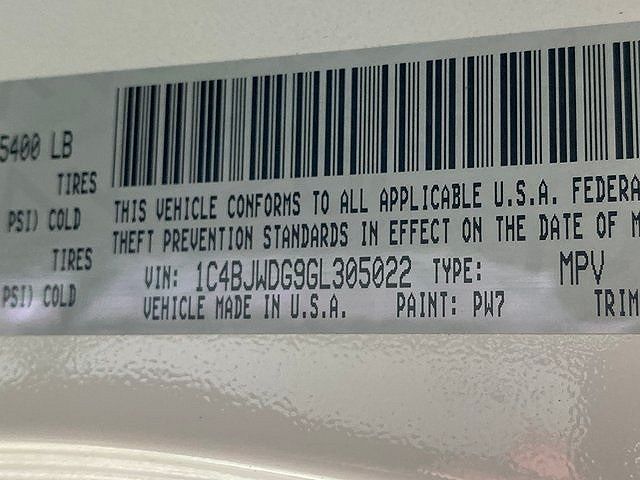 5400 LB
TIRES
PSI) COLD
TIRES
PSI) COLD
THIS VEHICLE CONFORMS TO ALL APPLICABLE U.S.A. FEDERA
THEFT PREVENTION STANDARDS IN EFFECT ON THE DATE OF M
VIN: 1C4BJWDG9GL305022 TYPE: MPV
VEHICLE MADE IN U.S.A. PAINT: PW7 TRIM